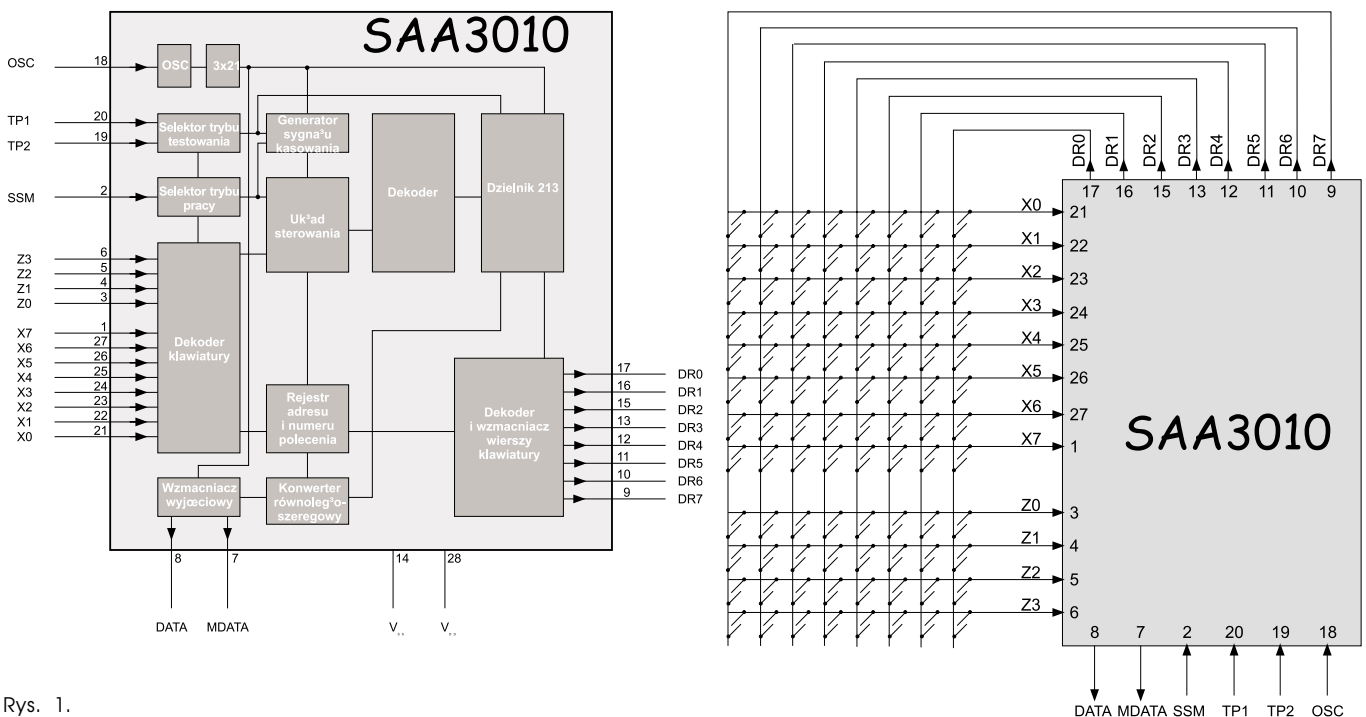 SAA3010
OSC
18
OSC
3x21
TP1
20
TP2
19
Selektor trybu
testowania
Generator
sygna³u
kasowania
SSM
2
Selektor trybu
pracy
Uk³ad
sterowania
Dekoder
Dzielnik 213
Z3
6
Z2
5
Z1
4
Z0
3
X7
1
X6
27
X5
26
X4
25
X3
24
X2
23
X1
22
X0
21
Dekoder
klawiatury
Rejestr
adresu
i numeru
polecenia
Dekoder
i wzmacniacz
wierszy
klawiatury
17
DR0
16
DR1
15
DR2
13
DR3
12
DR4
11
DR5
10
DR6
9
DR7
Wzmacniacz
wyjœciowy
Konwerter
równoleg³o-
szeregowy
8
7
14
28
DATA
MDATA
V
V
DR0
DR1
DR2
DR3
DR4
DR5
DR6
DR7
17
16
15
13
12
11
10
9
X0
21
X1
22
X2
23
X3
24
X4
25
X5
26
X6
27
X7
1
SAA3010
Z0
3
Z1
4
Z2
5
Z3
6
8
7
2
20
19
18
DATA
MDATA
SSM
TP1
TP2
OSC
Rys. 1.